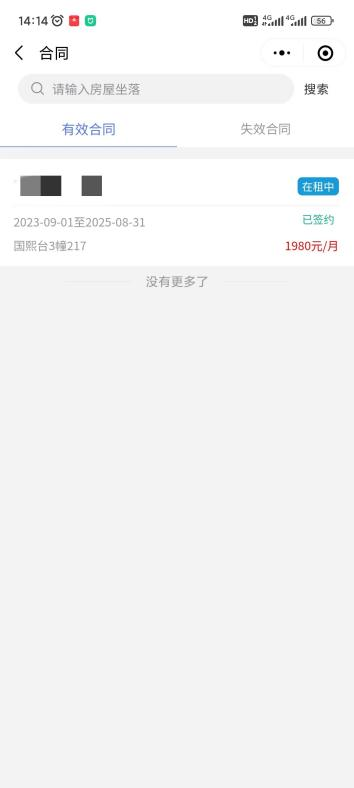 14:14 HD 4G 4G 56
合同
请输入房屋坐落 搜索
有效合同 失效合同
在租中
2023-09-01至2025-08-31 已签约
国熙台3幢217 1980元/月
没有更多了